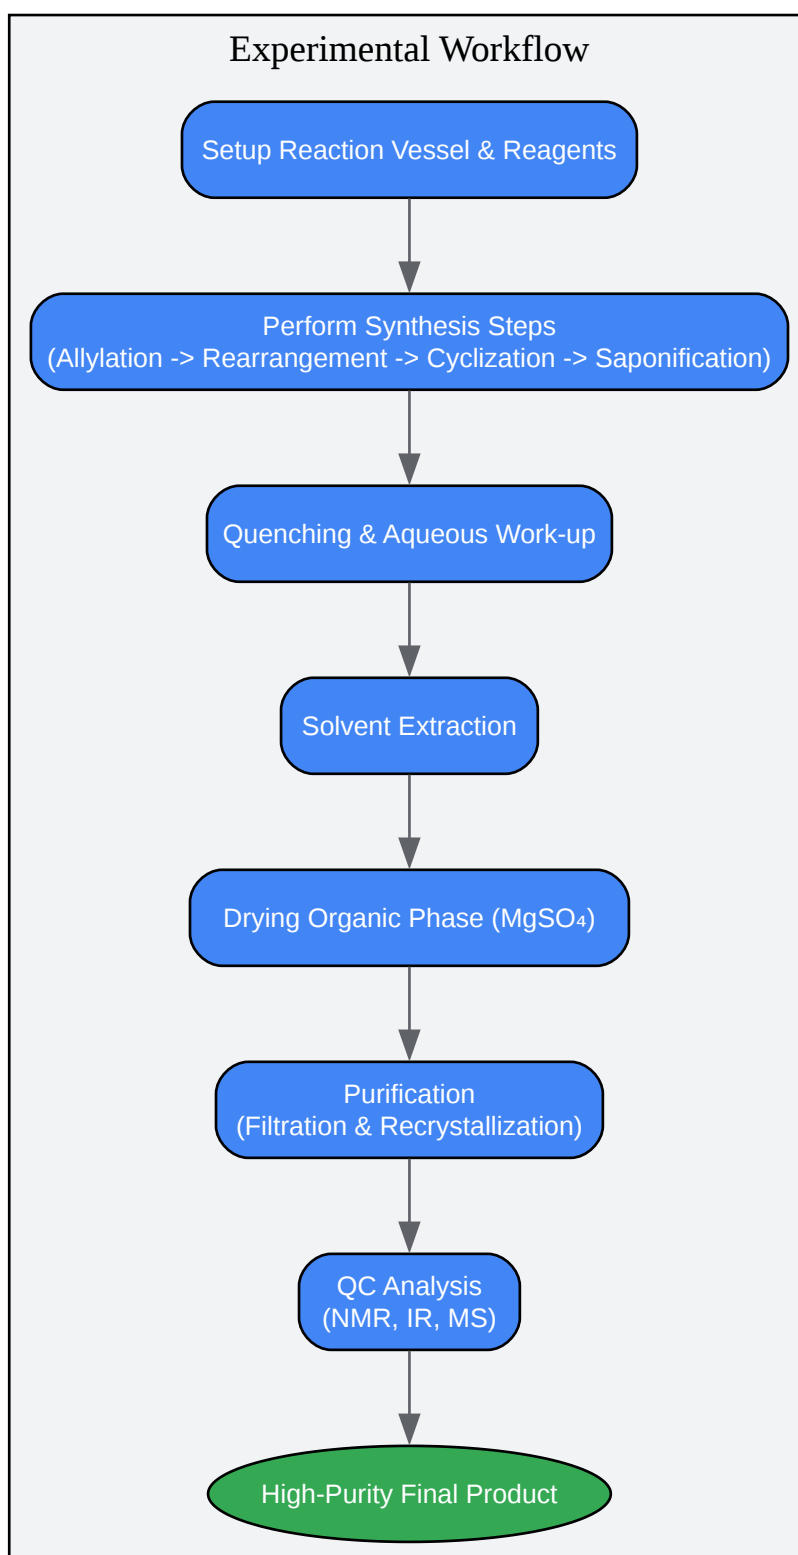 Experimental Workflow
Setup Reaction Vessel & Reagents
Perform Synthesis Steps
(Allylation -> Rearrangement -> Cyclization -> Saponification)
Quenching & Aqueous Work-up
Solvent Extraction
Drying Organic Phase (MgSO₄)
Purification
(Filtration & Recrystallization)
QC Analysis
(NMR, IR, MS)
High-Purity Final Product